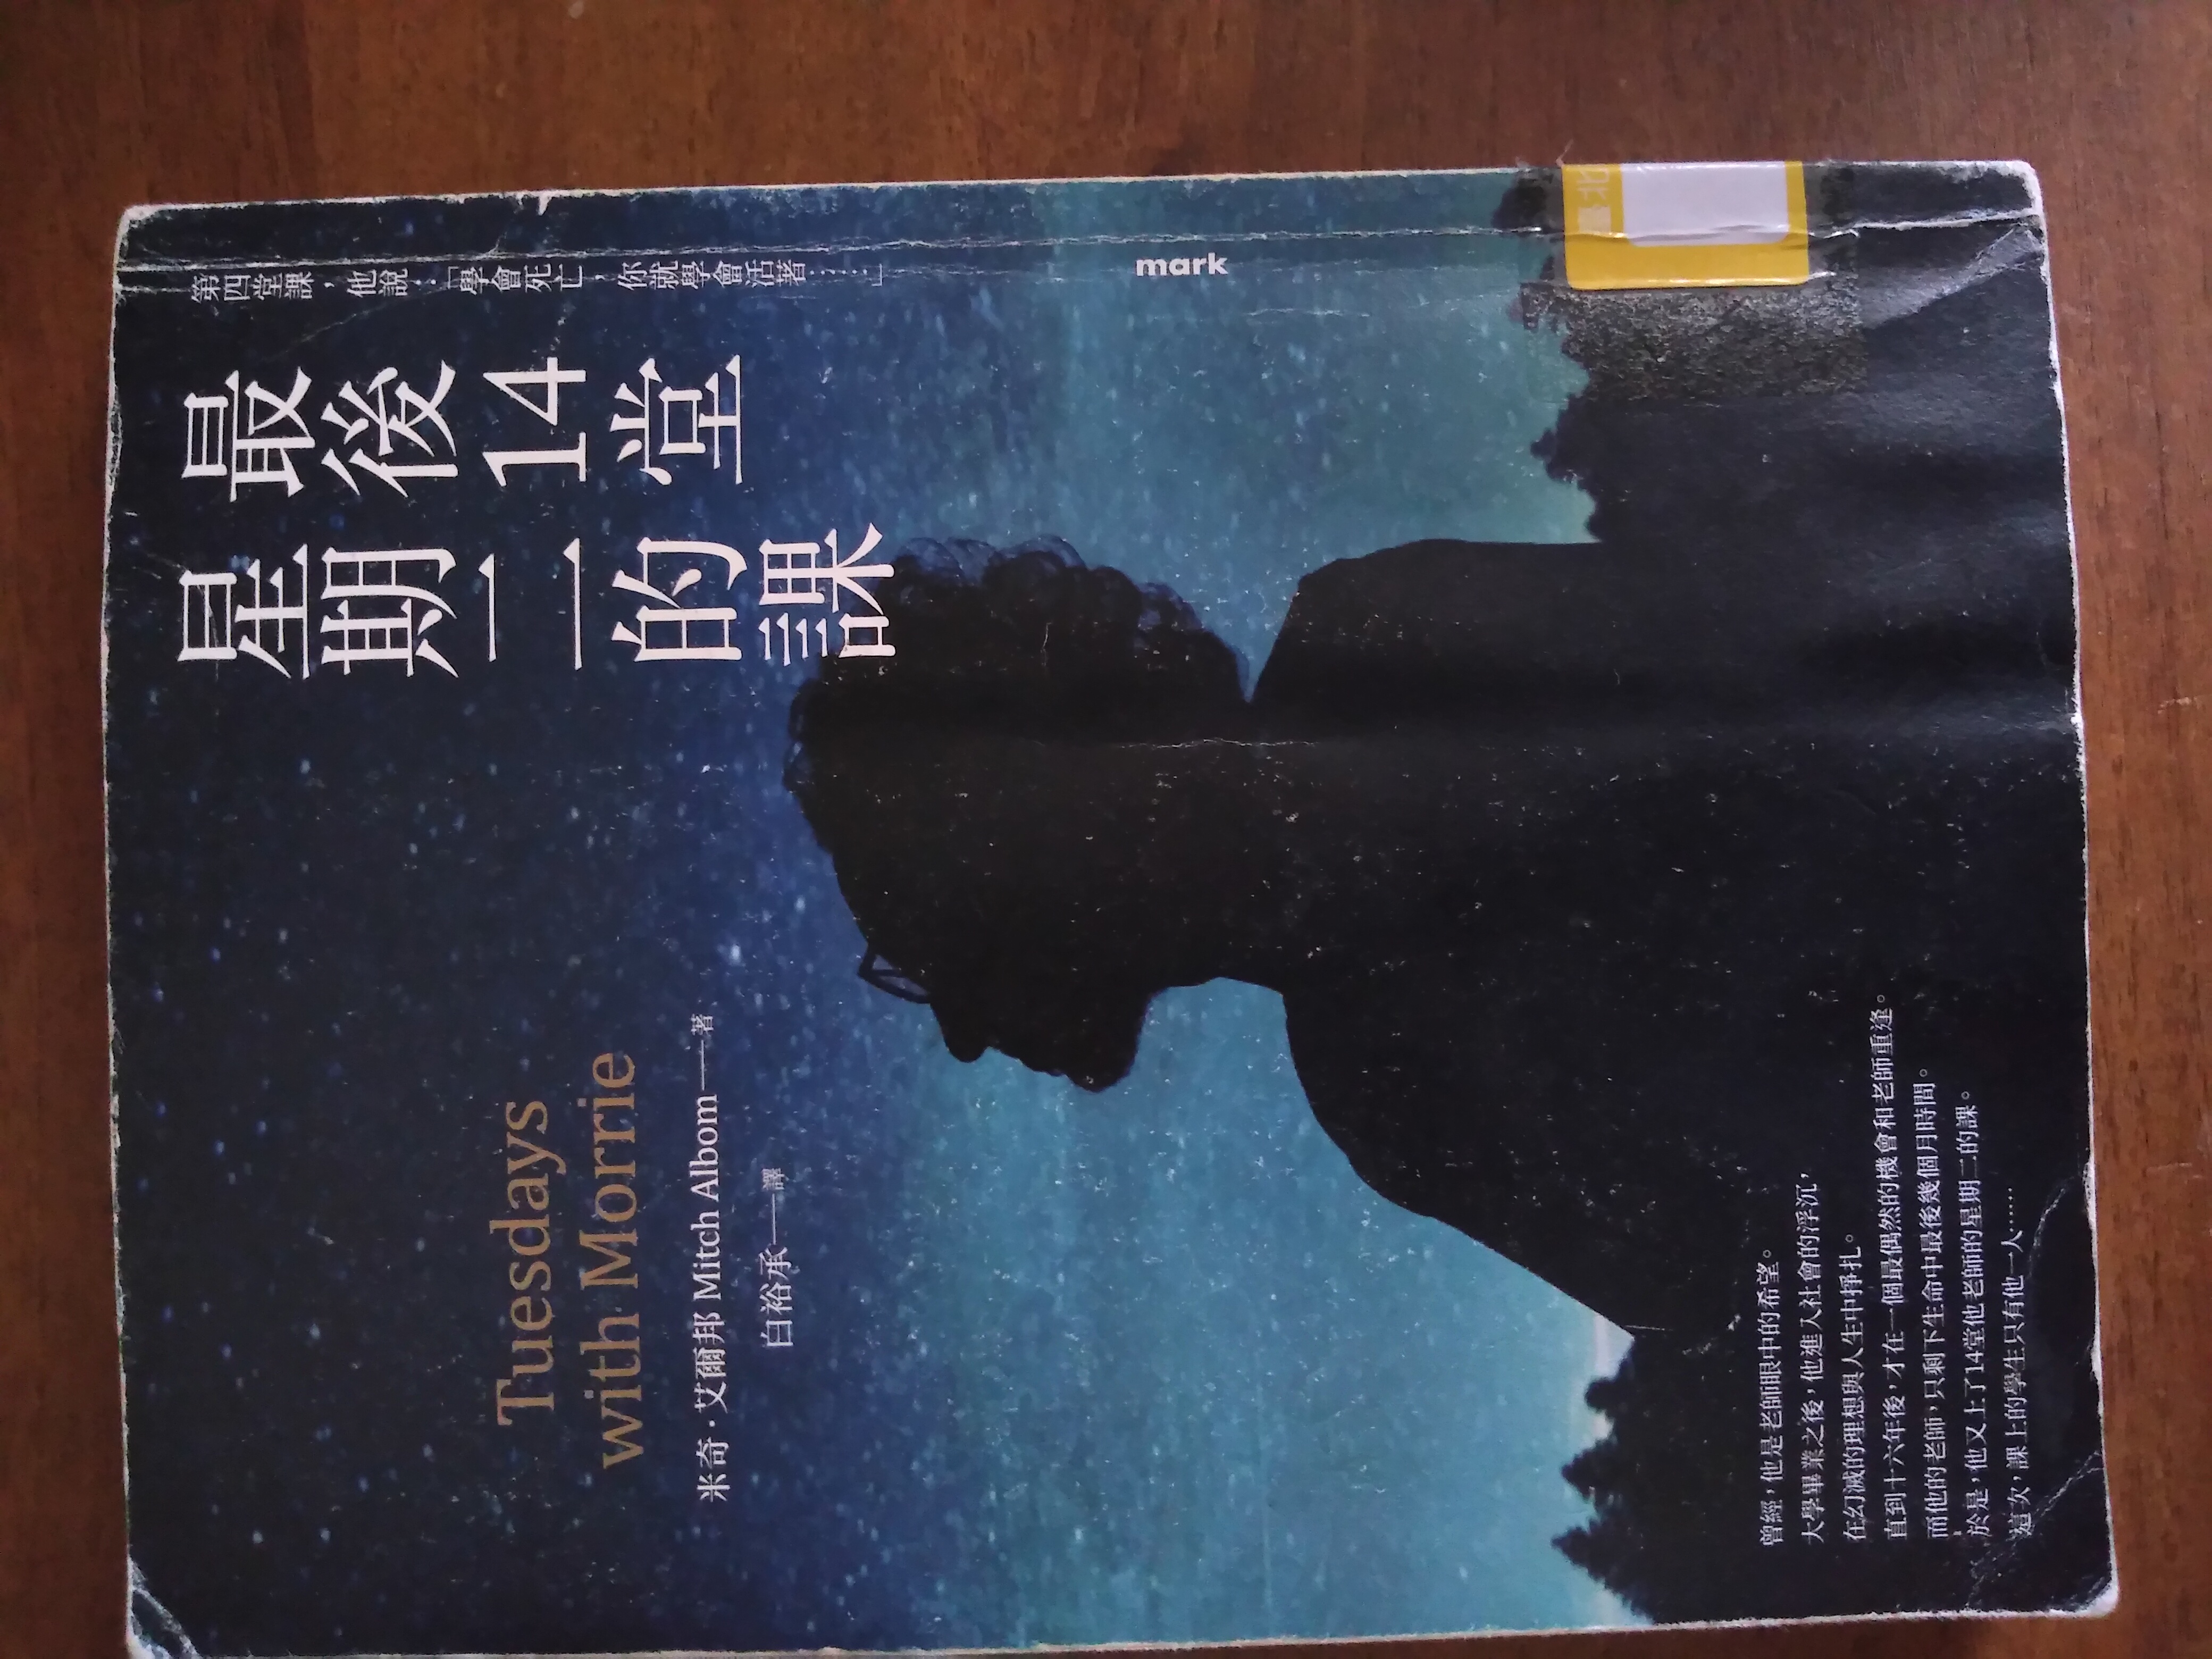 第四堂課，他說：「學會死亡，你就學會活著……」
最後14堂
星期二的課
Tuesdays
with Morrie
米奇·艾爾邦 Mitch Albom——著
白裕承——譯
mark
臺北
曾經，他是老師眼中的希望。
大學畢業之後，他進入社會的浮沉，
在幻滅的理想與人生中掙扎。
直到十六年後，才在一個最偶然的機會和老師重逢。
而他的老師，只剩下生命中最後幾個月時間。
於是，他又上了14堂他老師的星期二的課。
這次，課上的學生只有他一人……